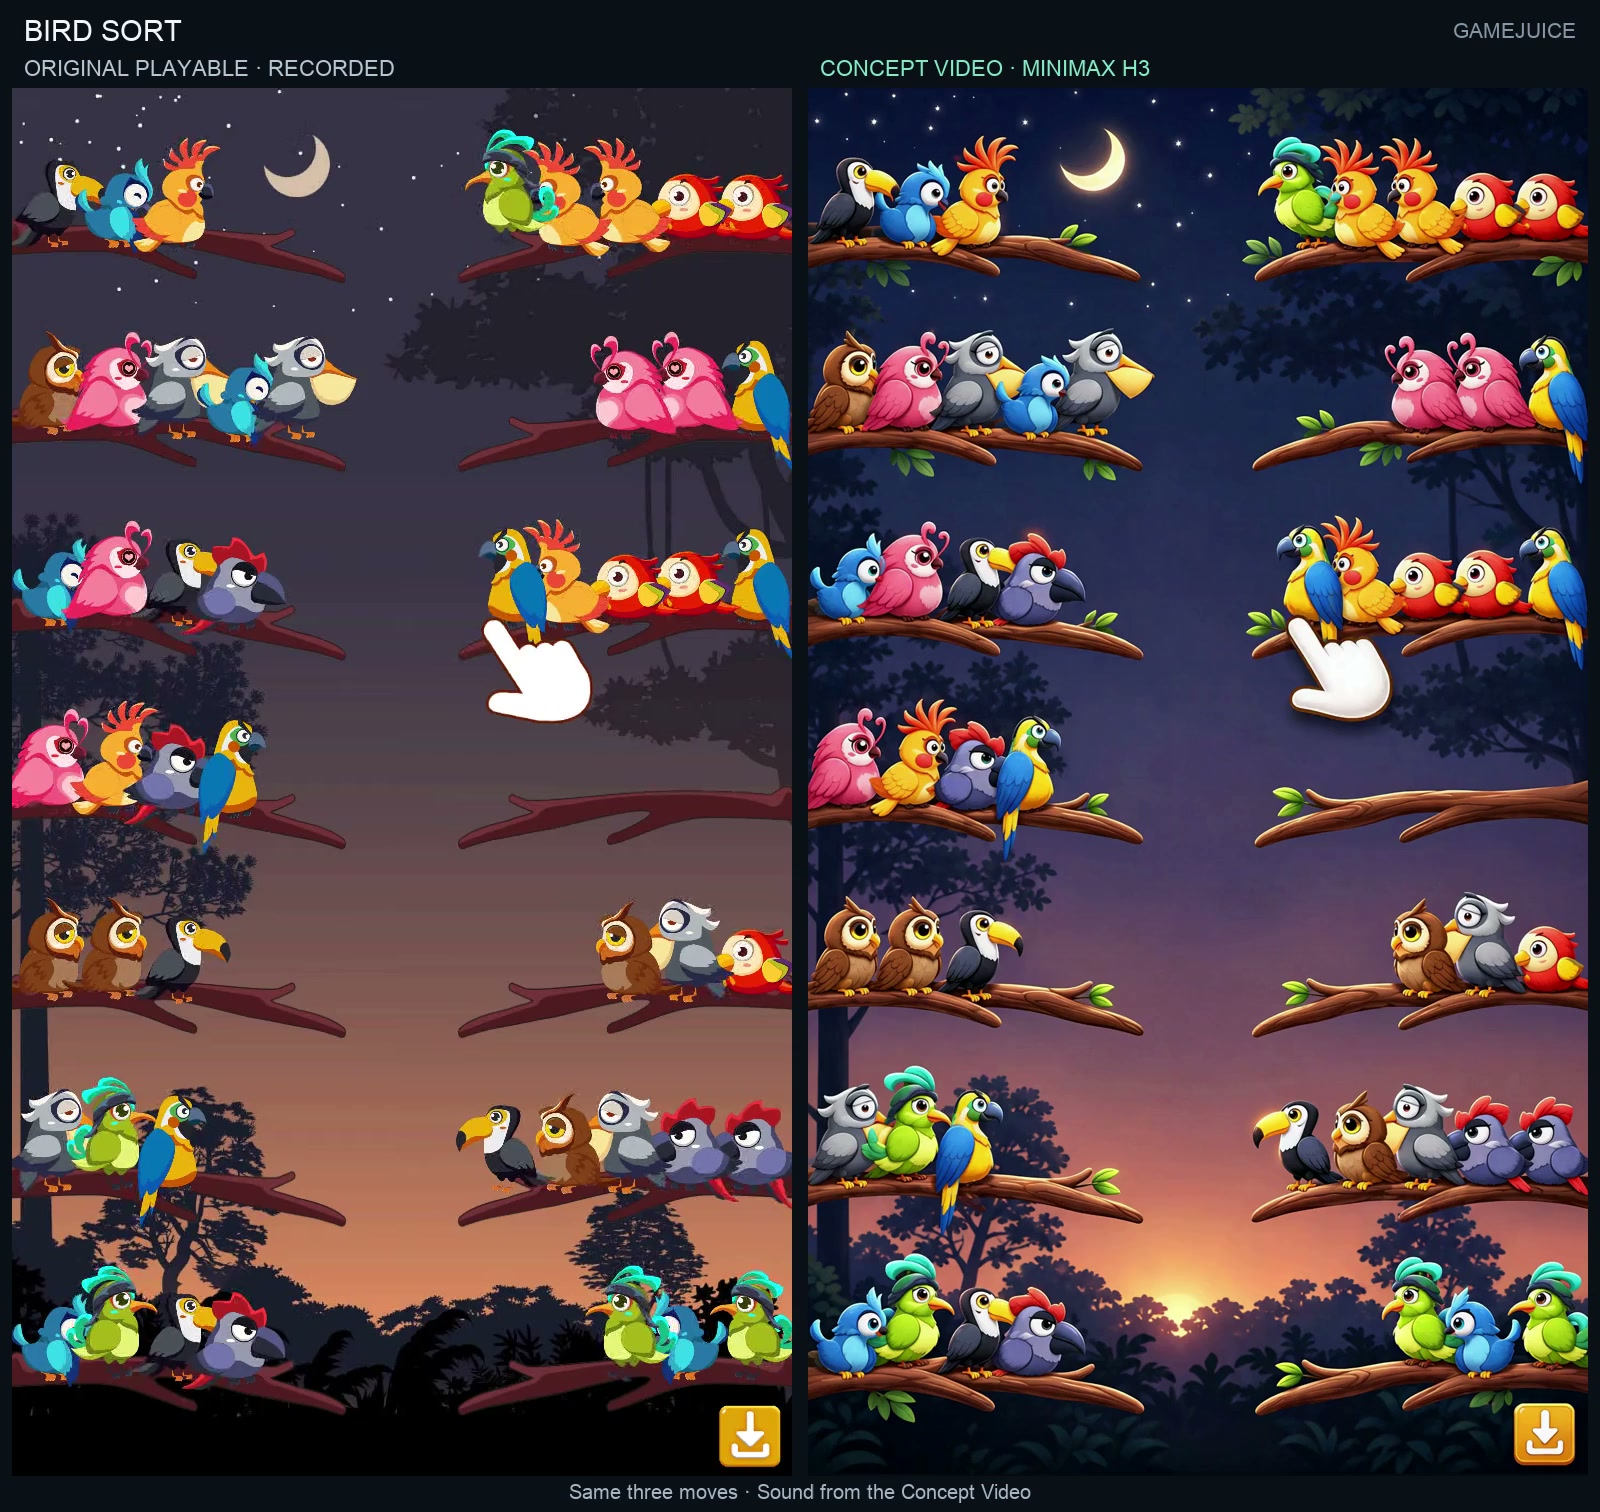 BIRD SORT
GAMEJUICE
ORIGINAL PLAYABLE · RECORDED
CONCEPT VIDEO · MINIMAX H3
Same three moves · Sound from the Concept Video